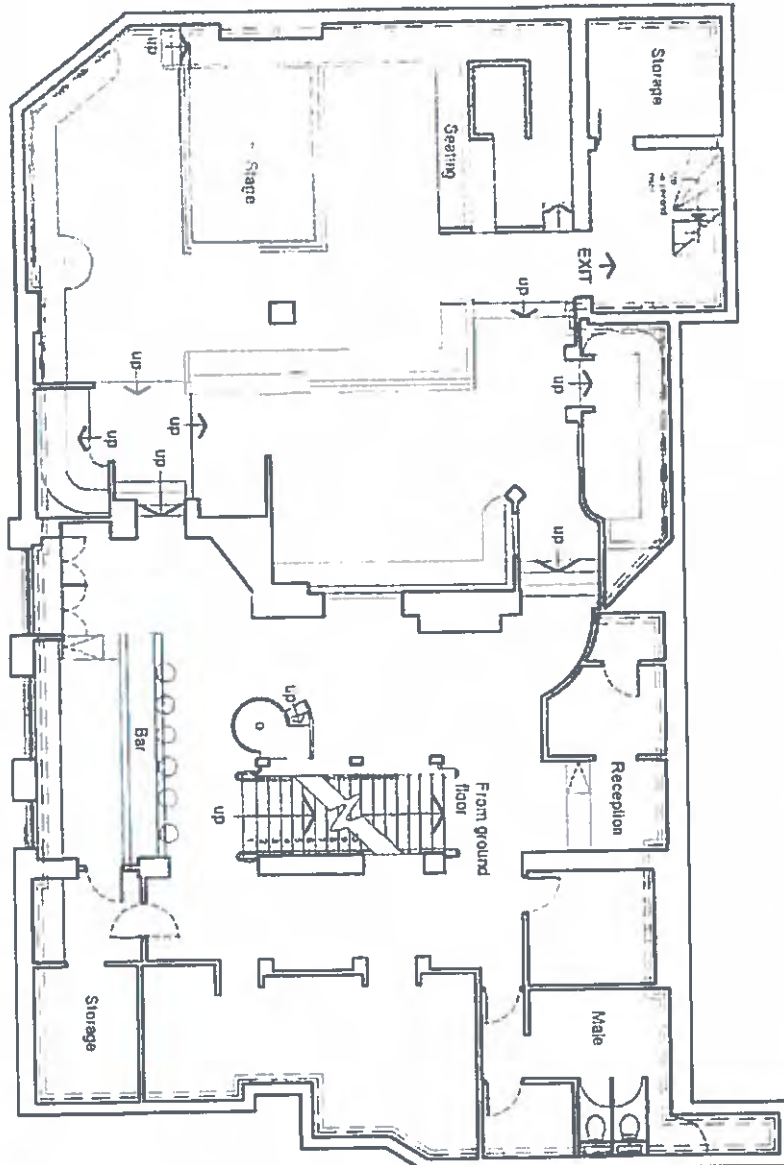 Storage
up
Stage
Seating
EXIT
up
up
up
up
up
up
up
up
From ground
floor
up
Bar
Reception
Storage
Male